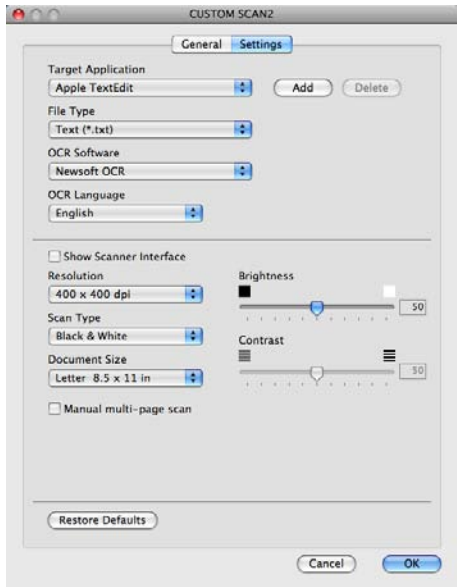 CUSTOM SCAN2
General Settings
Target Application
Apple TextEdit
Add
Delete
File Type
Text (*.txt)
OCR Software
Newsoft OCR
OCR Language
English
Show Scanner Interface
Resolution
400 x 400 dpi
Scan Type
Black & White
Document Size
Letter 8.5 x 11 in
Manual multi-page scan
Brightness
50
Contrast
50
Restore Defaults
Cancel
OK